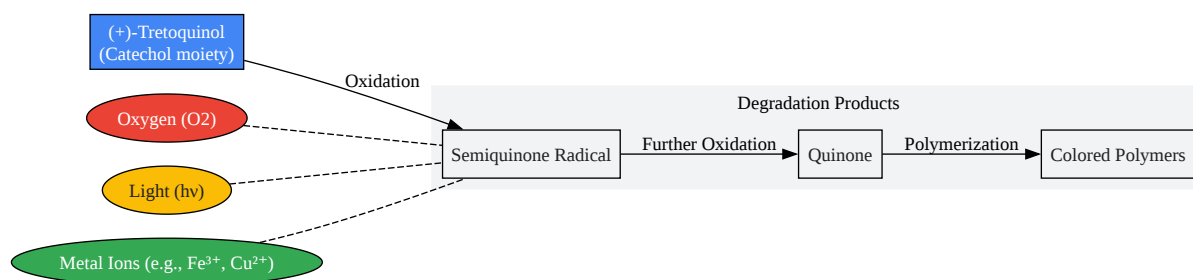 (+)-Tretoquinol
(Catechol moiety)
Oxidation
Oxygen (O2)
Light (hν)
Metal Ions (e.g., Fe³⁺, Cu²⁺)
Degradation Products
Semiquinone Radical
Further Oxidation
Quinone
Polymerization
Colored Polymers